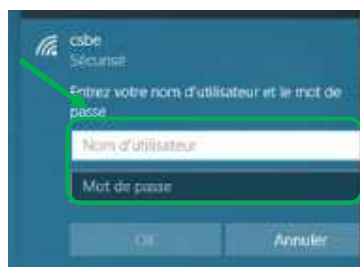 csbe
Sécurisé
Entrez votre nom d'utilisateur et le mot de
passe
Nom d'utilisateur
Mot de passe
OK
Annuler